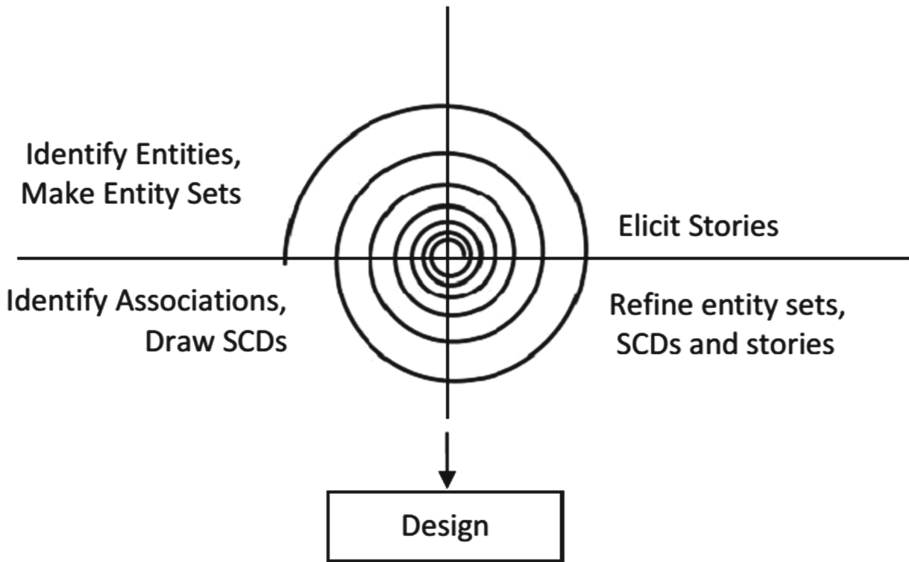 Identify Entities,
Make Entity Sets
Elicit Stories
Identify Associations,
Draw SCDs
Refine entity sets,
SCDs and stories
Design